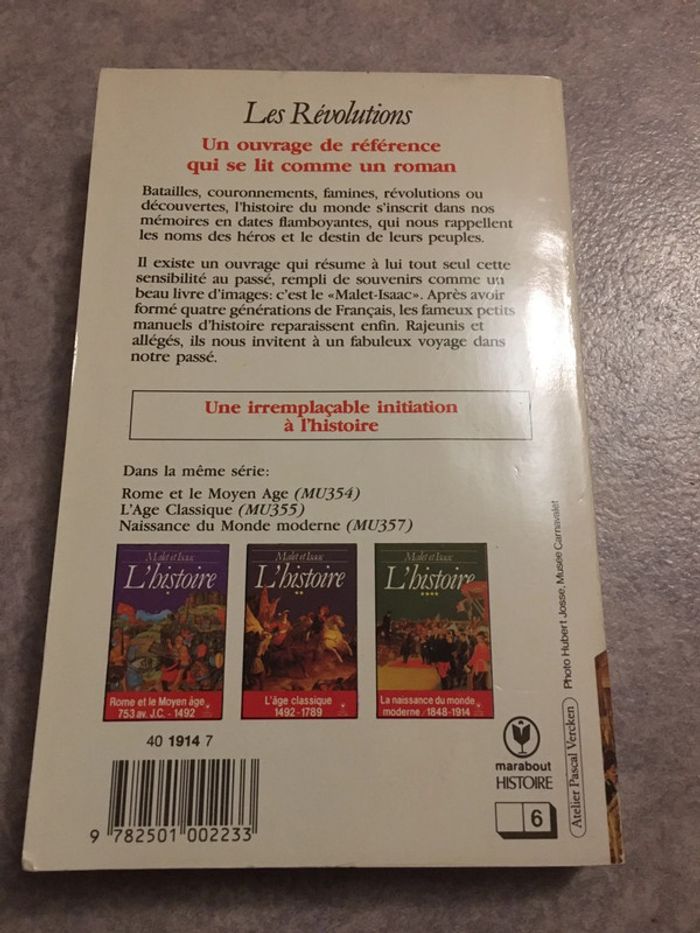 Les Révolutions
Un ouvrage de référence
qui se lit comme un roman
Batailles, couronnements, famines, révolutions ou
découvertes, l'histoire du monde s'inscrit dans nos
mémoires en dates flamboyantes, qui nous rappellent
les noms des héros et le destin de leurs peuples.
Il existe un ouvrage qui résume à lui tout seul cette
sensibilité au passé, rempli de souvenirs comme un
beau livre d'images: c'est le «Malet-Isaac». Après avoir
formé quatre générations de Français, les fameux petits
manuels d'histoire reparaissent enfin. Rajeunis et
allégés, ils nous invitent à un fabuleux voyage dans
notre passé.
Une irremplaçable initiation
à l'histoire
Dans la même série:
Rome et le Moyen Age (MU354)
L'Age Classique (MU355)
Naissance du Monde moderne (MU357)
Malet et Isaac
L'histoire
*
Rome et le Moyen âge
753 av. J.C. - 1492
Malet et Isaac
L'histoire
**
L'âge classique
1492-1789
Malet et Isaac
L'histoire
****
La naissance du monde
moderne / 1848-1914
40 1914 7
9 782501 002233
marabout
HISTOIRE
6
Atelier Pascal Vercken
Photo Hubert Josse, Musée Carnavalet